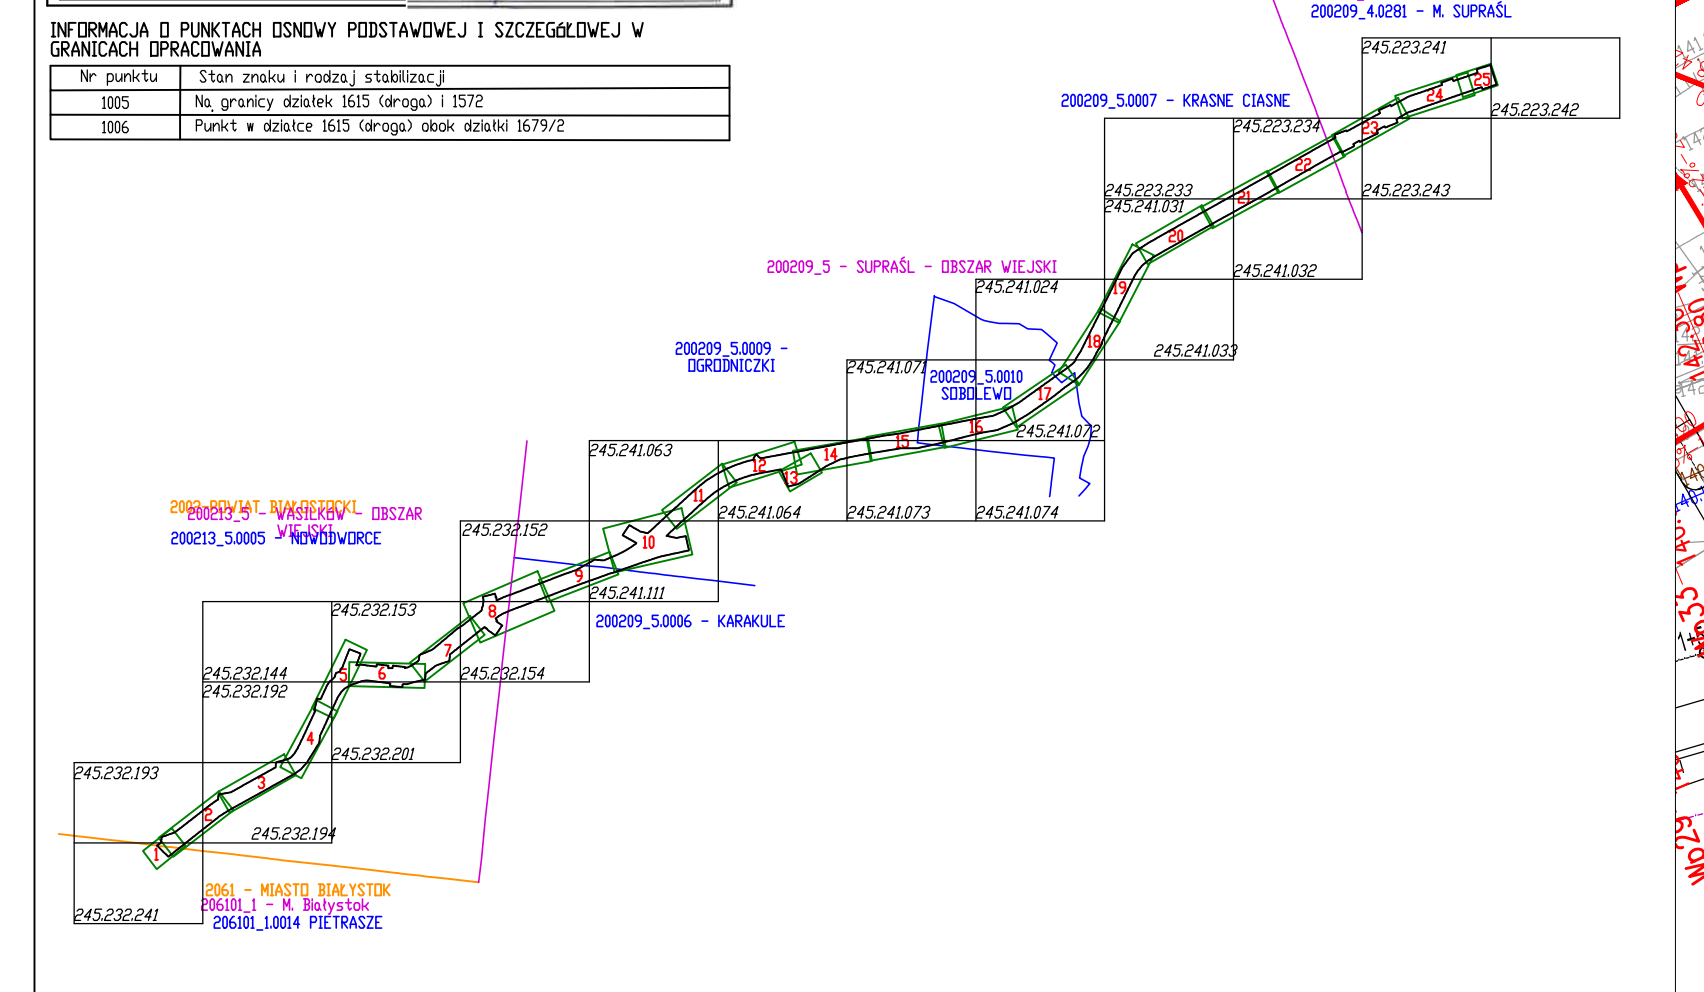 INFORMACJA O PUNKTACH OSNOWY PODSTAWOWEJ I SZCZEGÓŁOWEJ W
GRANICACH OPRACOWANIA
Nr punktu Stan znaku i rodzaj stabilizacji
1005 Na granicy działek 1615 (droga) i 1572
1006 Punkt w działce 1615 (droga) obok działki 1679/2
200209_4.0281 - M. SUPRAŚL
245.223.241
25
24
200209_5.0007 - KRASNE CIASNE
245.223.242
245.223.234
23
22
245.223.233
245.223.243
21
245.241.031
20
200209_5 - SUPRAŚL - OBSZAR WIEJSKI
245.241.032
245.241.024
19
18
200209_5.0009 -
OGRODNICZKI
245.241.033
245.241.071
200209_5.0010
SOBOLEWO
17
16
245.241.072
15
245.241.063
14
12
13
11
2002-POWIAT BIAŁOSTOCKI
200213_5 - WASILKÓW - OBSZAR
WIEJSKI
200213_5.0005 - NOWODWORCE
245.241.064
245.241.073
245.241.074
245.232.152
10
9
245.241.111
8
245.232.153
200209_5.0006 - KARAKULE
7
245.232.144
5
6
245.232.154
245.232.192
4
245.232.201
245.232.193
3
2
245.232.194
1
2061 - MIASTO BIAŁYSTOK
206101_1 - M. Białystok
245.232.241
206101_1.0014 PIETRASZE